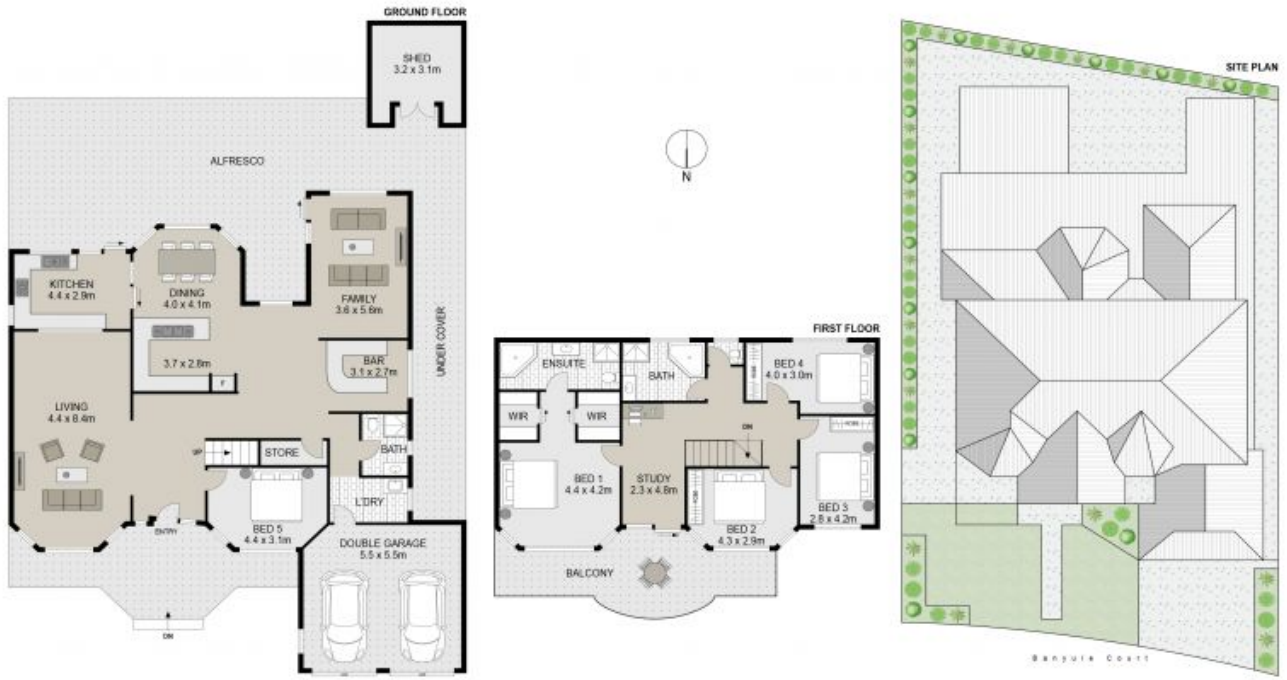 GROUND FLOOR
SHED
3.2 x 3.1m
ALFRESCO
KITCHEN
4.4 x 2.9m
DINING
4.0 x 4.1m
FAMILY
3.6 x 5.6m
UNDER COVER
3.7 x 2.8m
F
BAR
3.1 x 2.7m
LIVING
4.4 x 8.4m
UP
STORE
BATH
L'DRY
BED 5
4.4 x 3.1m
ENTRY
DOUBLE GARAGE
5.5 x 5.5m
DN
N
FIRST FLOOR
ENSUITE
BATH
BED 4
4.0 x 3.0m
WIR
WIR
DN
BED 1
4.4 x 4.2m
STUDY
2.3 x 4.8m
BED 2
4.3 x 2.9m
BED 3
2.8 x 4.2m
BALCONY
SITE PLAN
Banyule Court